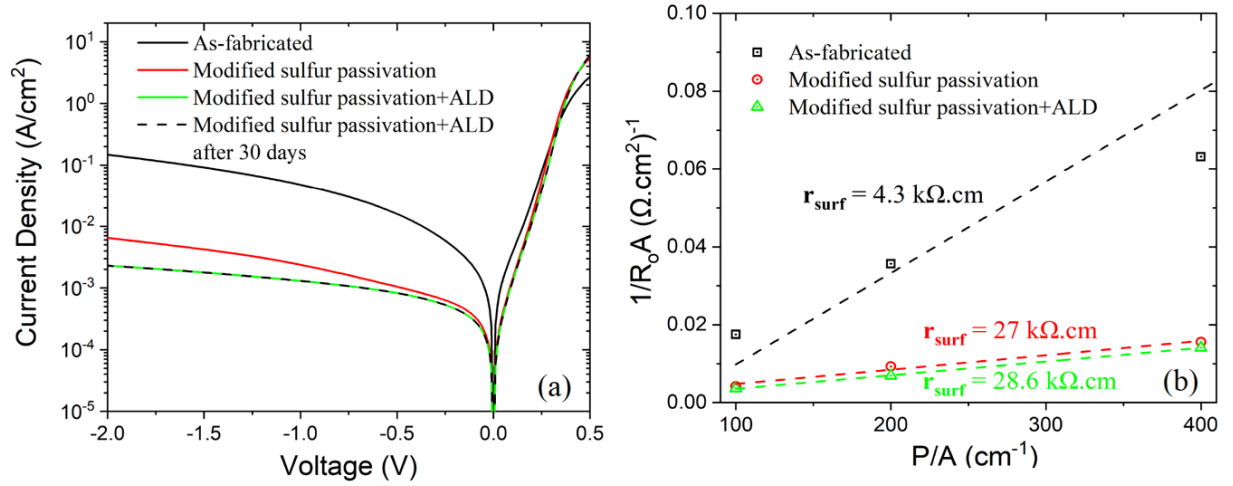 10¹
10⁰
10⁻¹
10⁻²
10⁻³
10⁻⁴
10⁻⁵
Current Density (A/cm²)
As-fabricated
Modified sulfur passivation
Modified sulfur passivation+ALD
Modified sulfur passivation+ALD
after 30 days
(a)
-2.0 -1.5 -1.0 -0.5 0.0 0.5
Voltage (V)
0.10
0.08
0.06
0.04
0.02
0.00
1/RₒA (Ω.cm²)⁻¹
As-fabricated
Modified sulfur passivation
Modified sulfur passivation+ALD
r_surf = 4.3 kΩ.cm
r_surf = 27 kΩ.cm
r_surf = 28.6 kΩ.cm
(b)
100 200 300 400
P/A (cm⁻¹)